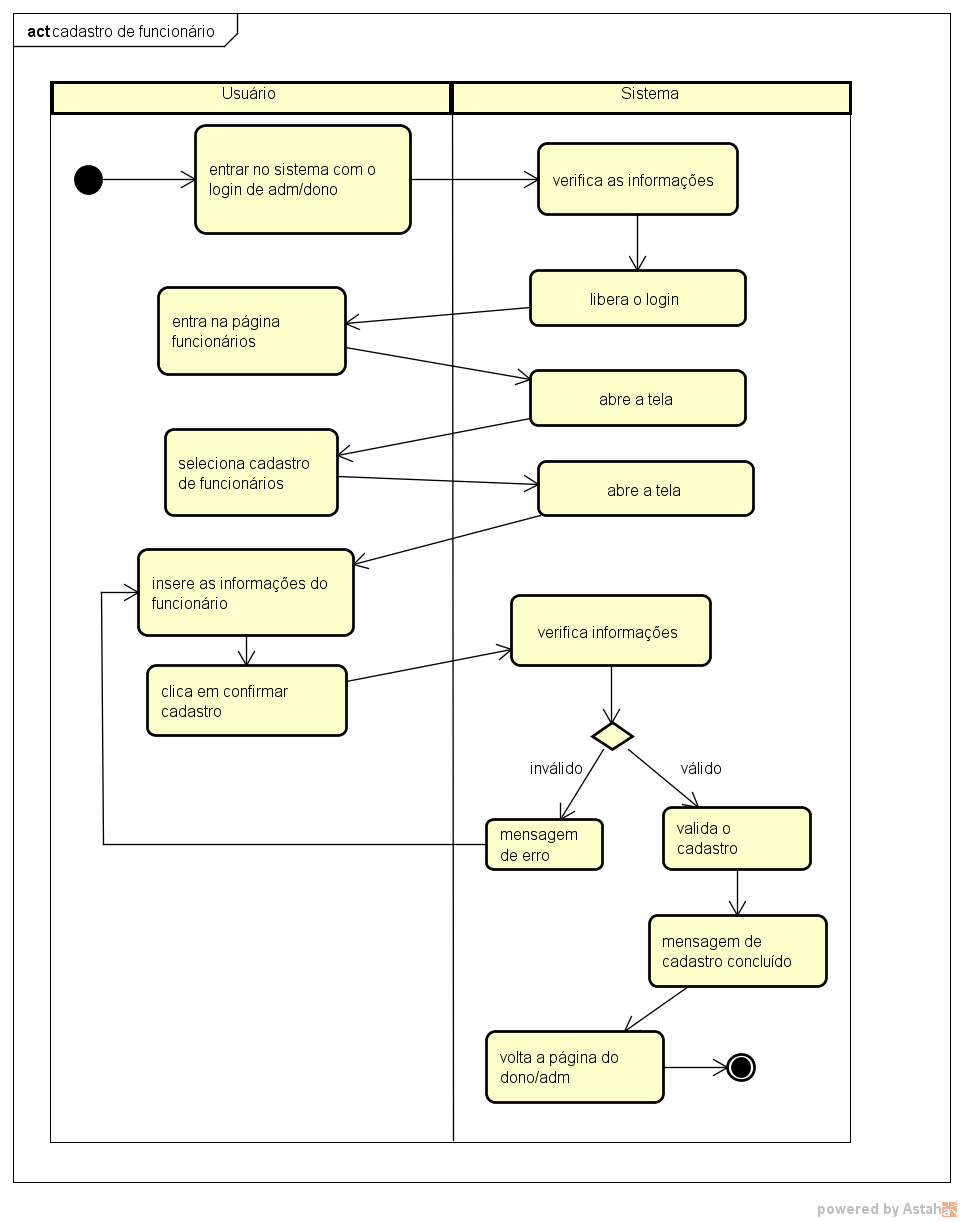 act cadastro de funcionário
Usuário
Sistema
entrar no sistema com o
login de adm/dono
verifica as informações
libera o login
entra na página
funcionários
abre a tela
seleciona cadastro
de funcionários
abre a tela
insere as informações do
funcionário
verifica informações
clica em confirmar
cadastro
inválido
válido
mensagem
de erro
valida o
cadastro
mensagem de
cadastro concluído
volta a página do
dono/adm
powered by Astah